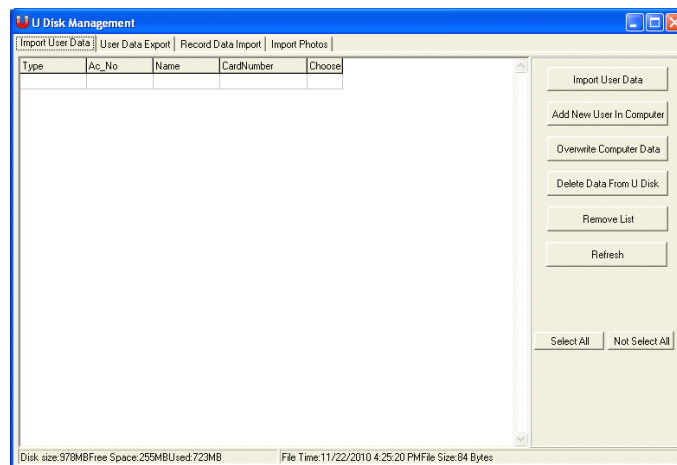 U Disk Management
Import User Data User Data Export Record Data Import Import Photos
Type Ac_No Name CardNumber Choose
Import User Data
Add New User In Computer
Overwrite Computer Data
Delete Data From U Disk
Remove List
Refresh
Select All Not Select All
Disk size:978MBFree Space:255MBUsed:723MB File Time:11/22/2010 4:25:20 PMFile Size:84 Bytes